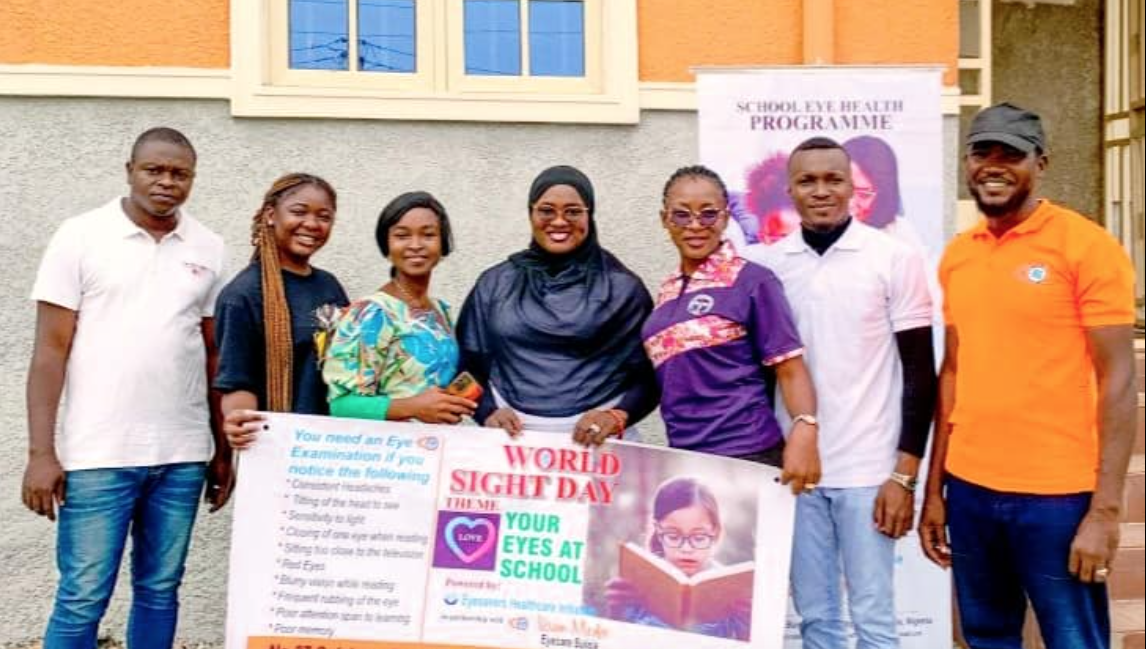 SCHOOL EYE HEALTH
PROGRAMME
You need an Eye
Examination if you
notice the following
* Consistent Headaches
* Tilting of the head to see
* Sensitivity to light
* Closing of one eye when reading
* Sitting too close to the television
* Red Eyes
* Blurry vision while reading
* Frequent rubbing of the eye
* Poor attention span to learning
* Poor memory
WORLD
SIGHT DAY
THEME
LOVE
YOUR
EYES AT
SCHOOL
Powered by:
Eyesavers Healthcare
Eyecare